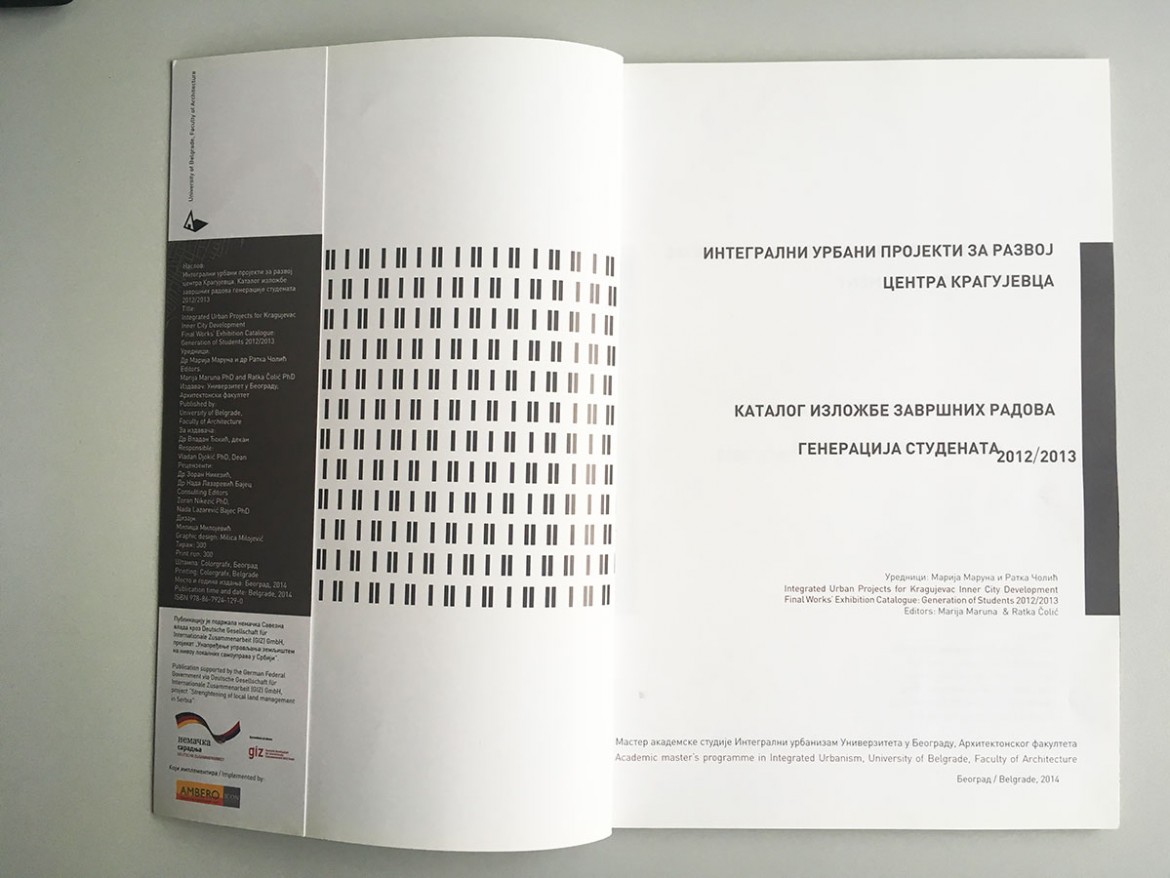 University of Belgrade, Faculty of Architecture
Наслов:
Интегрални урбани пројекти за развој
центра Крагујевца. Каталог изложбе
завршних радова генерације студената
2012/2013
Title:
Integrated Urban Projects for Kragujevac
Inner City Development
Final Works' Exhibition Catalogue:
Generation of Students 2012/2013
Уредници:
Др Марија Маруна и др Ратка Чолић
Editors:
Marija Maruna PhD and Ratka Čolić PhD
Издавач: Универзитет у Београду,
Архитектонски факултет
Published by:
University of Belgrade,
Faculty of Architecture
За издавача:
Др Владан Ђокић, декан
Responsible:
Vladan Djokić PhD, Dean
Рецензенти:
Др Зоран Никезић,
Др Нада Лазаревић Бајец
Consulting Editors
Zoran Nikezić PhD,
Nada Lazarević Bajec PhD
Дизајн:
Милица Милојевић
Graphic design: Milica Milojević
Тираж: 300
Print run: 300
Штампа: Colorgrafx, Београд
Printing: Colorgrafx, Belgrade
Место и година издања: Београд, 2014
Publication time and date: Belgrade, 2014
ISBN 978-86-7924-129-0
Публикацију је подржала немачка Савезна
влада кроз Deutsche Gesellschaft für
Internationale Zusammenarbeit (GIZ) GmbH,
пројекат „Унапређење управљања земљиштем
на нивоу локалних самоуправа у Србији".
Publication supported by the German Federal
Government via Deutsche Gesellschaft für
Internationale Zusammenarbeit (GIZ) GmbH,
project "Strenghtening of local land management
in Serbia"
немачка
сарадња
DEUTSCHE ZUSAMMENARBEIT
giz
Који имплементира / Implemented by:
AMBERO
ИНТЕГРАЛНИ УРБАНИ ПРОЈЕКТИ ЗА РАЗВОЈ
ЦЕНТРА КРАГУЈЕВЦА
КАТАЛОГ ИЗЛОЖБЕ ЗАВРШНИХ РАДОВА
ГЕНЕРАЦИЈА СТУДЕНАТА 2012/2013
Уредници: Марија Маруна и Ратка Чолић
Integrated Urban Projects for Kragujevac Inner City Development
Final Works' Exhibition Catalogue: Generation of Students 2012/2013
Editors: Marija Maruna & Ratka Čolić
Мастер академске студије Интегрални урбанизам Универзитета у Београду, Архитектонског факултета
Academic master's programme in Integrated Urbanism, University of Belgrade, Faculty of Architecture
Београд / Belgrade, 2014